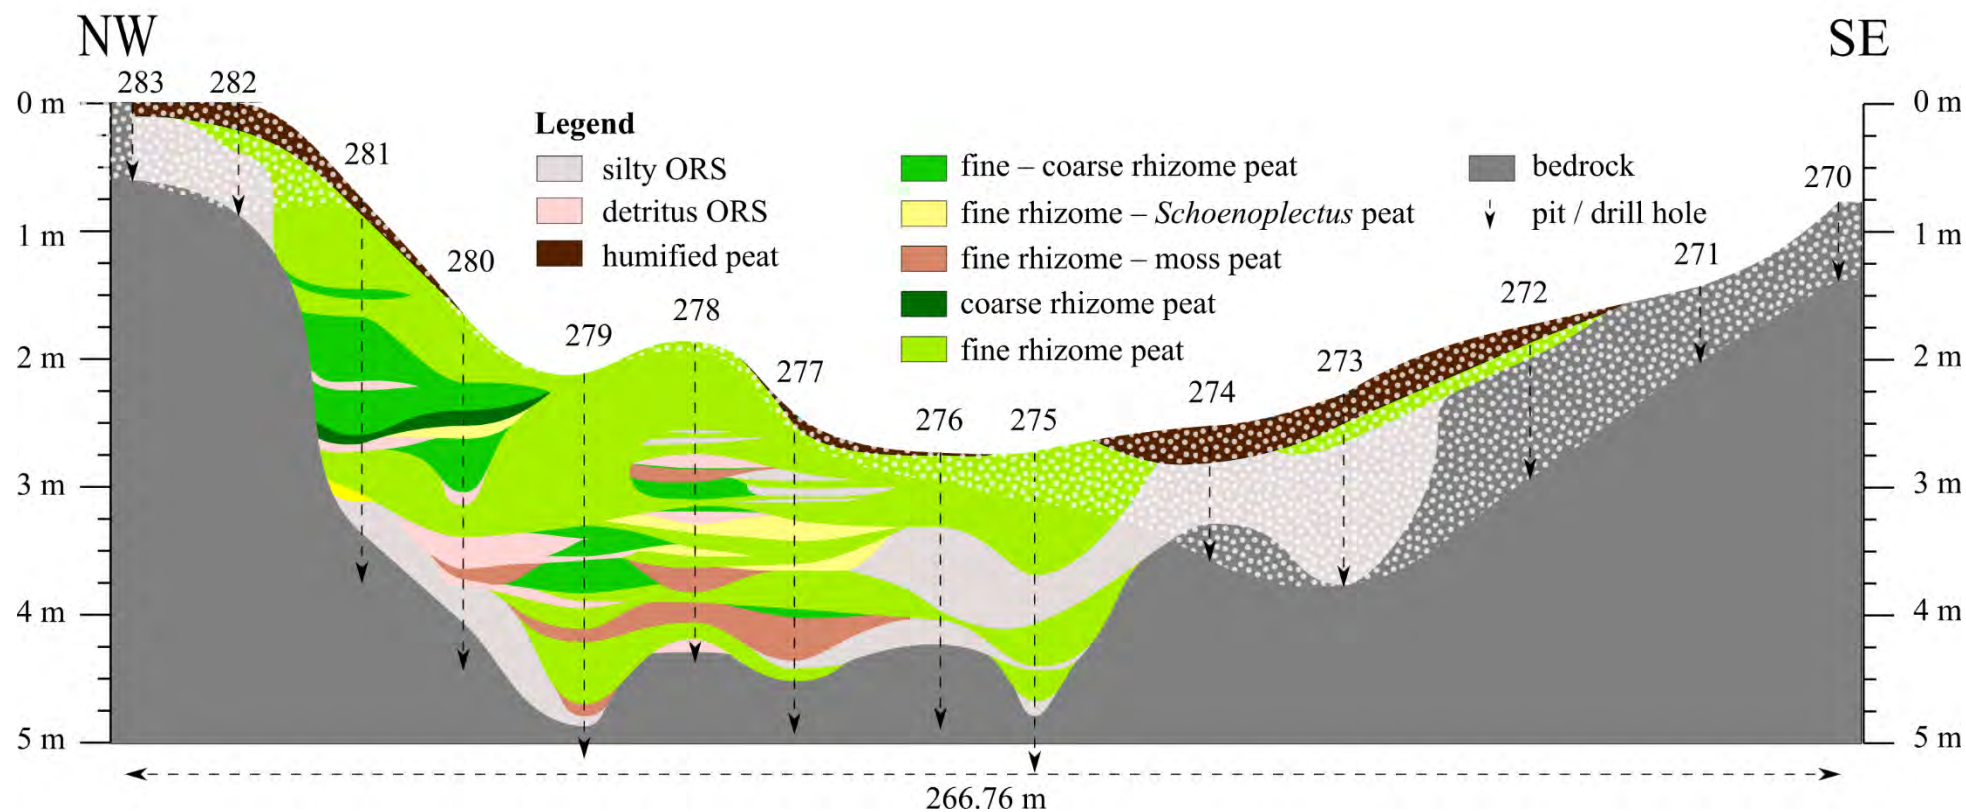 NW
SE
283
282
281
280
279
278
277
276
275
274
273
272
271
270
0 m
1 m
2 m
3 m
4 m
5 m
0 m
1 m
2 m
3 m
4 m
5 m
Legend
silty ORS
detritus ORS
humified peat
fine – coarse rhizome peat
fine rhizome – Schoenoplectus peat
fine rhizome – moss peat
coarse rhizome peat
fine rhizome peat
bedrock
pit / drill hole
266.76 m